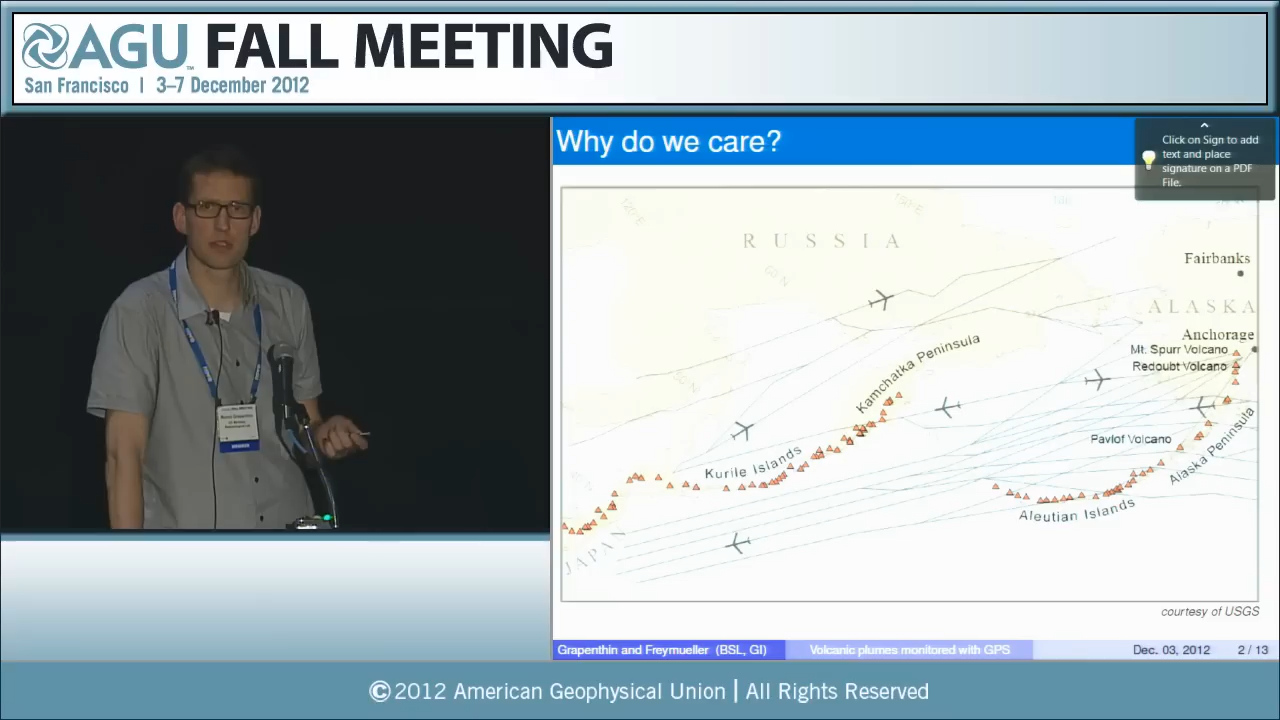 AGU FALL MEETING
San Francisco | 3–7 December 2012
Why do we care?
Click on Sign to add
text and place
signature on a PDF
File.
RUSSIA
60 N
Fairbanks
ALASKA
Anchorage
Mt. Spurr Volcano
Redoubt Volcano
Kamchatka Peninsula
Pavlof Volcano
Alaska Peninsula
Kurile Islands
Aleutian Islands
JAPAN
courtesy of USGS
Grapenthin and Freymueller (BSL, GI)
Volcanic plumes monitored with GPS
Dec. 03, 2012
2 / 13
©2012 American Geophysical Union | All Rights Reserved